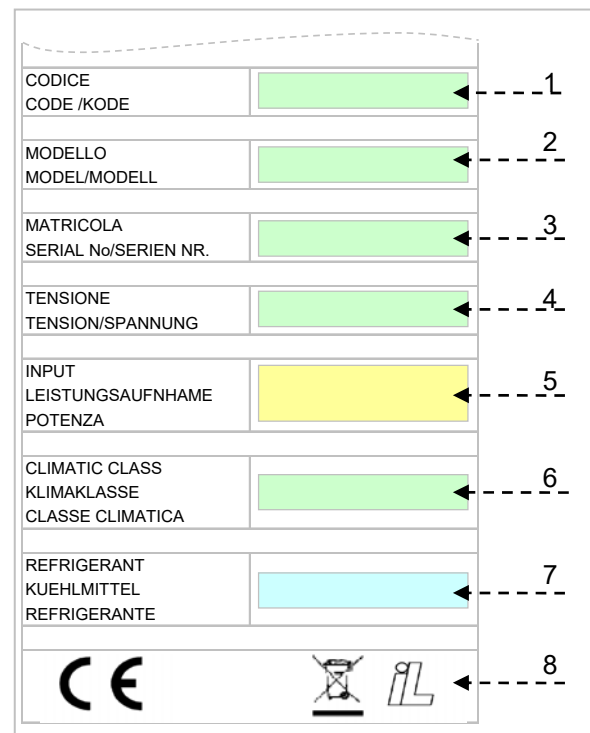 CODICE
CODE /KODE
1
MODELLO
MODEL/MODELL
2
MATRICOLA
SERIAL No/SERIEN NR.
3
TENSIONE
TENSION/SPANNUNG
4
INPUT
LEISTUNGSAUFNHAME
POTENZA
5
CLIMATIC CLASS
KLIMAKLASSE
CLASSE CLIMATICA
6
REFRIGERANT
KUEHLMITTEL
REFRIGERANTE
7
CE
iL
8